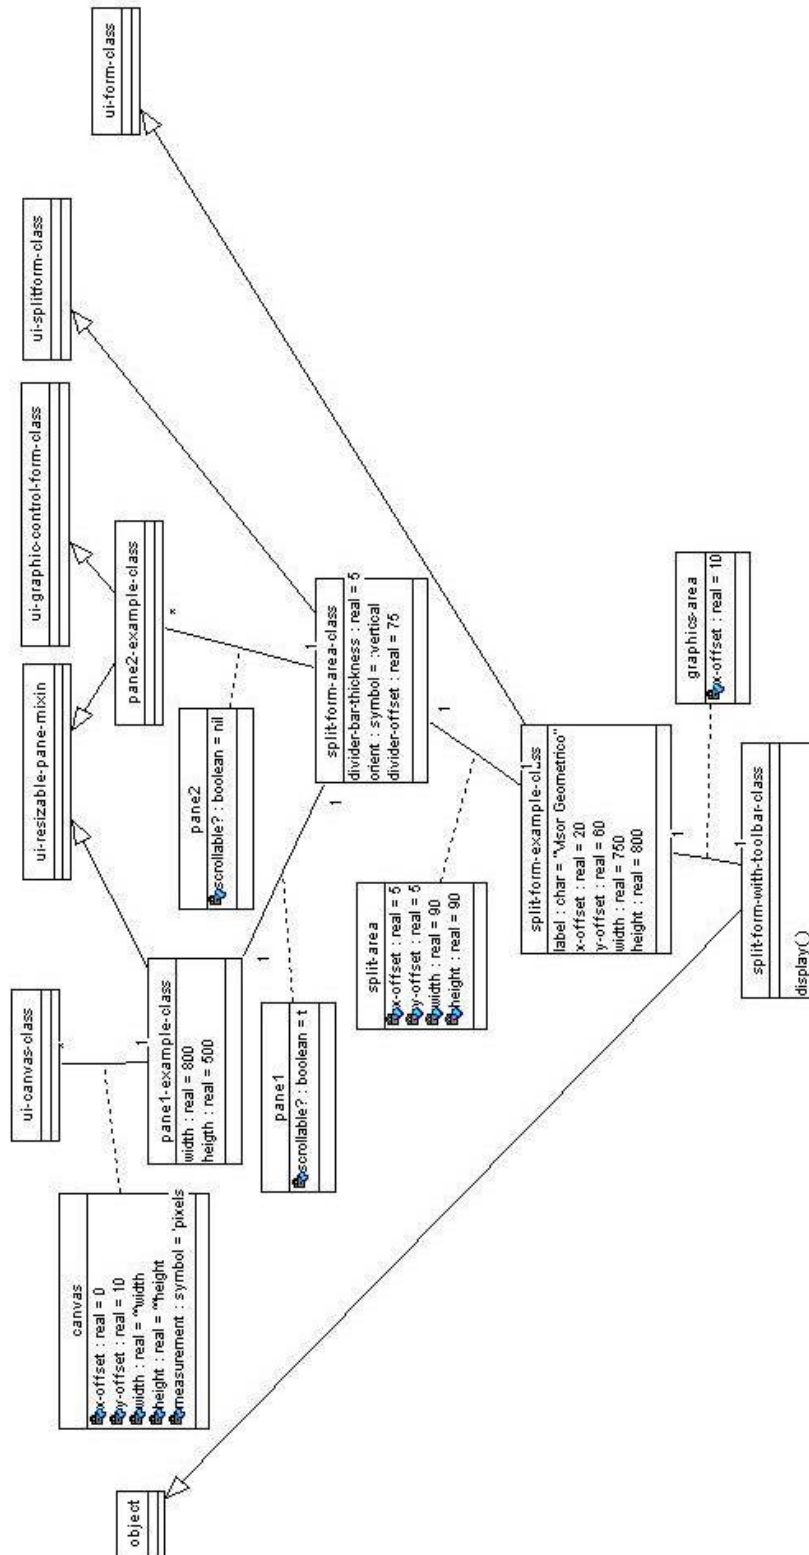 object
canvas
x-offset : real = 0
y-offset : real = 10
width : real = ^^width
height : real = ^^height
measurement : symbol = 'pixels
ui-canvas-class
*
1
pane1-example-class
width : real = 800
heigth : real = 500
ui-resizable-pane-mixin
ui-graphic-control-form-class
ui-splitform-class
ui-form-class
pane2-example-class
*
pane1
scrollable? : boolean = t
pane2
scrollable? : boolean = nil
1
1
1
split-form-area-class
divider-bar-thickness : real = 5
orient : symbol = :vertical
divider-offset : real = 75
split-area
x-offset : real = 5
y-offset : real = 5
width : real = 90
height : real = 90
1
1
split-form-example-class
label : char = "Visor Geometrico"
x-offset : real = 20
y-offset : real = 60
width : real = 750
height : real = 800
graphics-area
x-offset : real = 10
1
1
split-form-with-toolbar-class
display()